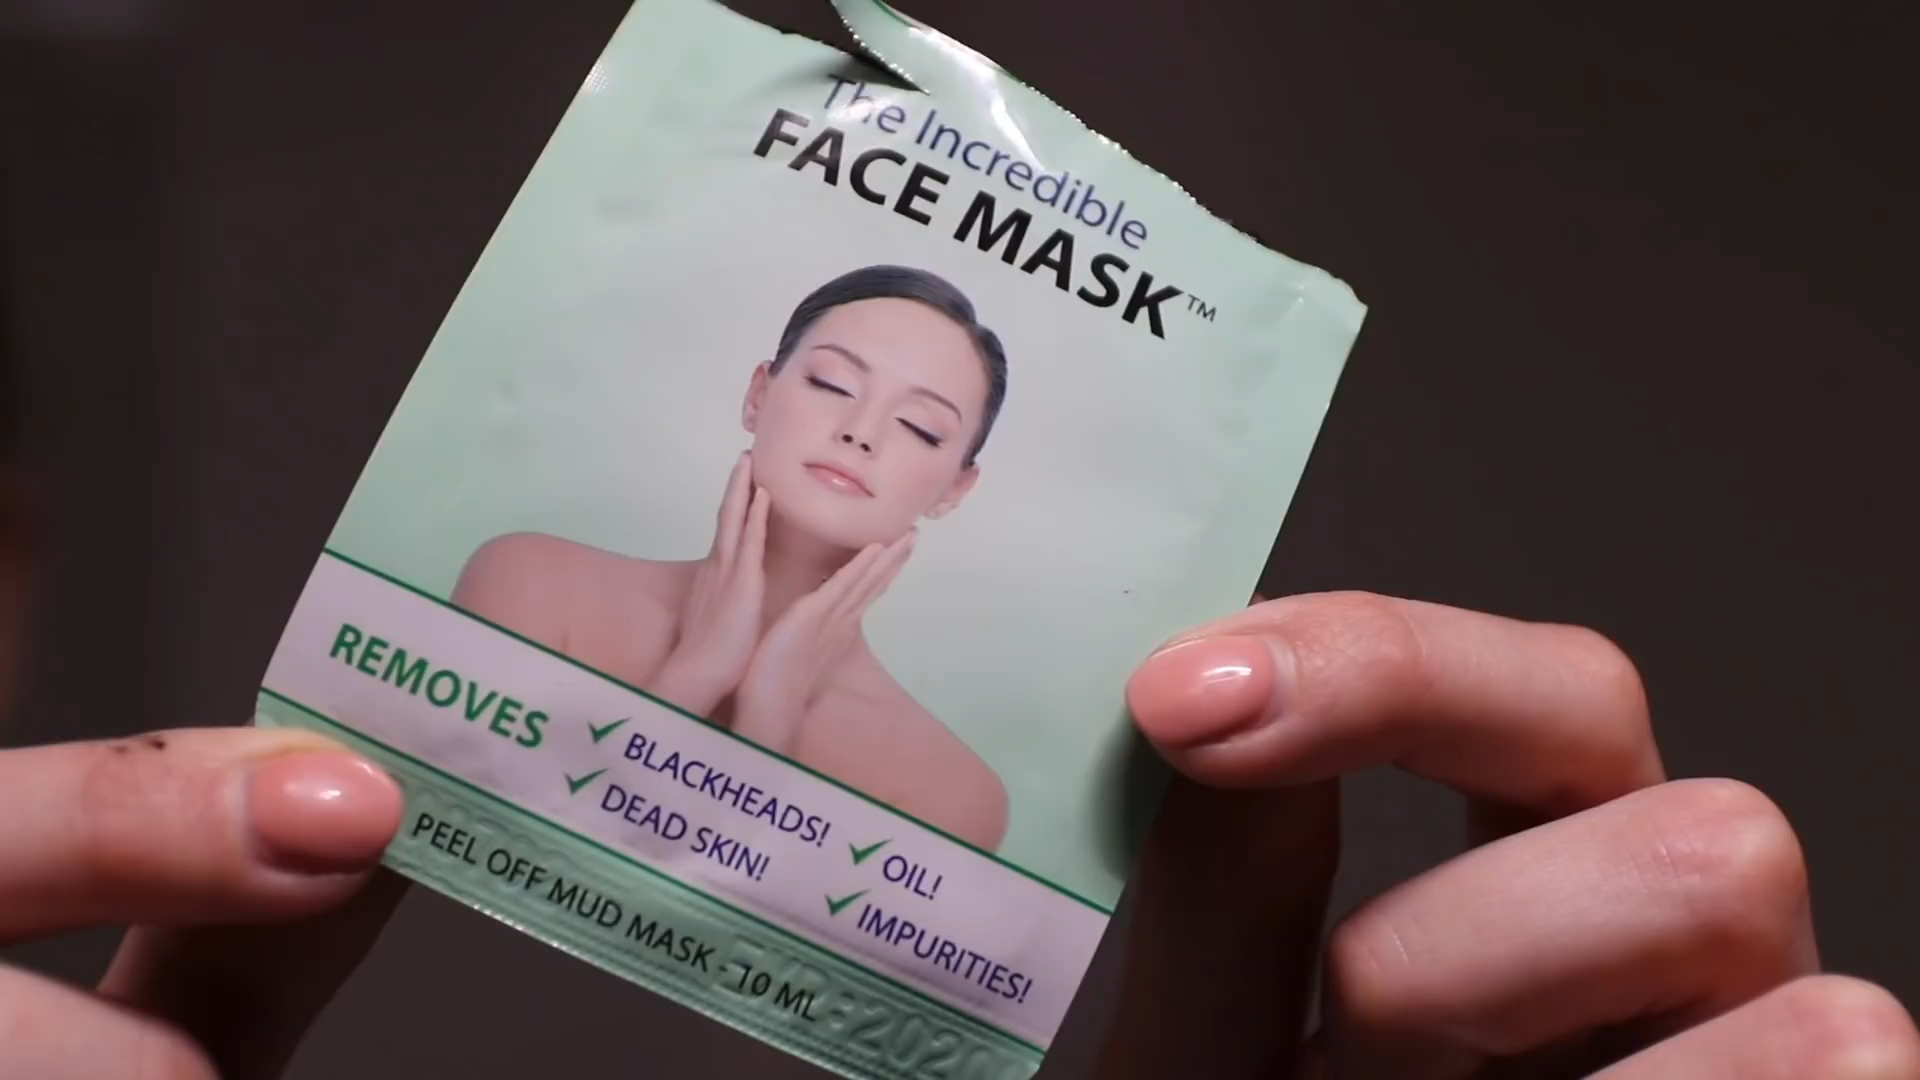 The Incredible
FACE MASK™
REMOVES
✓ BLACKHEADS!
✓ OIL!
✓ DEAD SKIN!
✓ IMPURITIES!
PEEL OFF MUD MASK - 10 ML